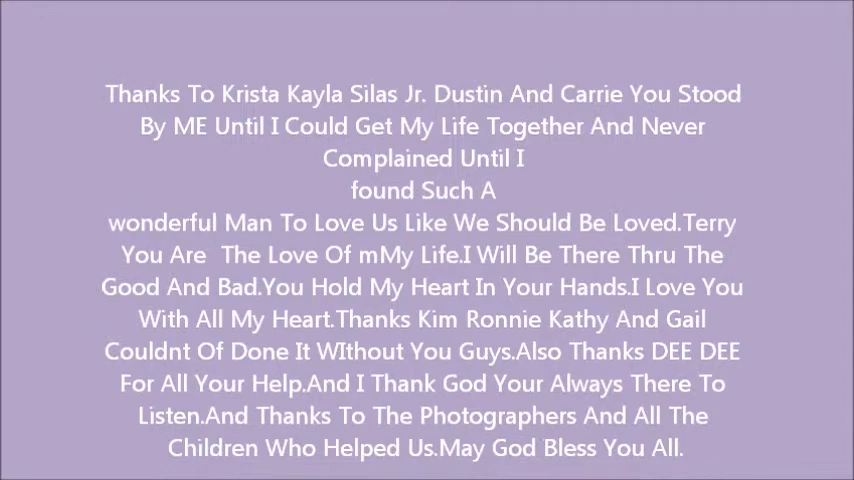 Thanks To Krista Kayla Silas Jr. Dustin And Carrie You Stood
By ME Until I Could Get My Life Together And Never
Complained Until I
found Such A
wonderful Man To Love Us Like We Should Be Loved.Terry
You Are  The Love Of mMy Life.I Will Be There Thru The
Good And Bad.You Hold My Heart In Your Hands.I Love You
With All My Heart.Thanks Kim Ronnie Kathy And Gail
Couldnt Of Done It WIthout You Guys.Also Thanks DEE DEE
For All Your Help.And I Thank God Your Always There To
Listen.And Thanks To The Photographers And All The
Children Who Helped Us.May God Bless You All.